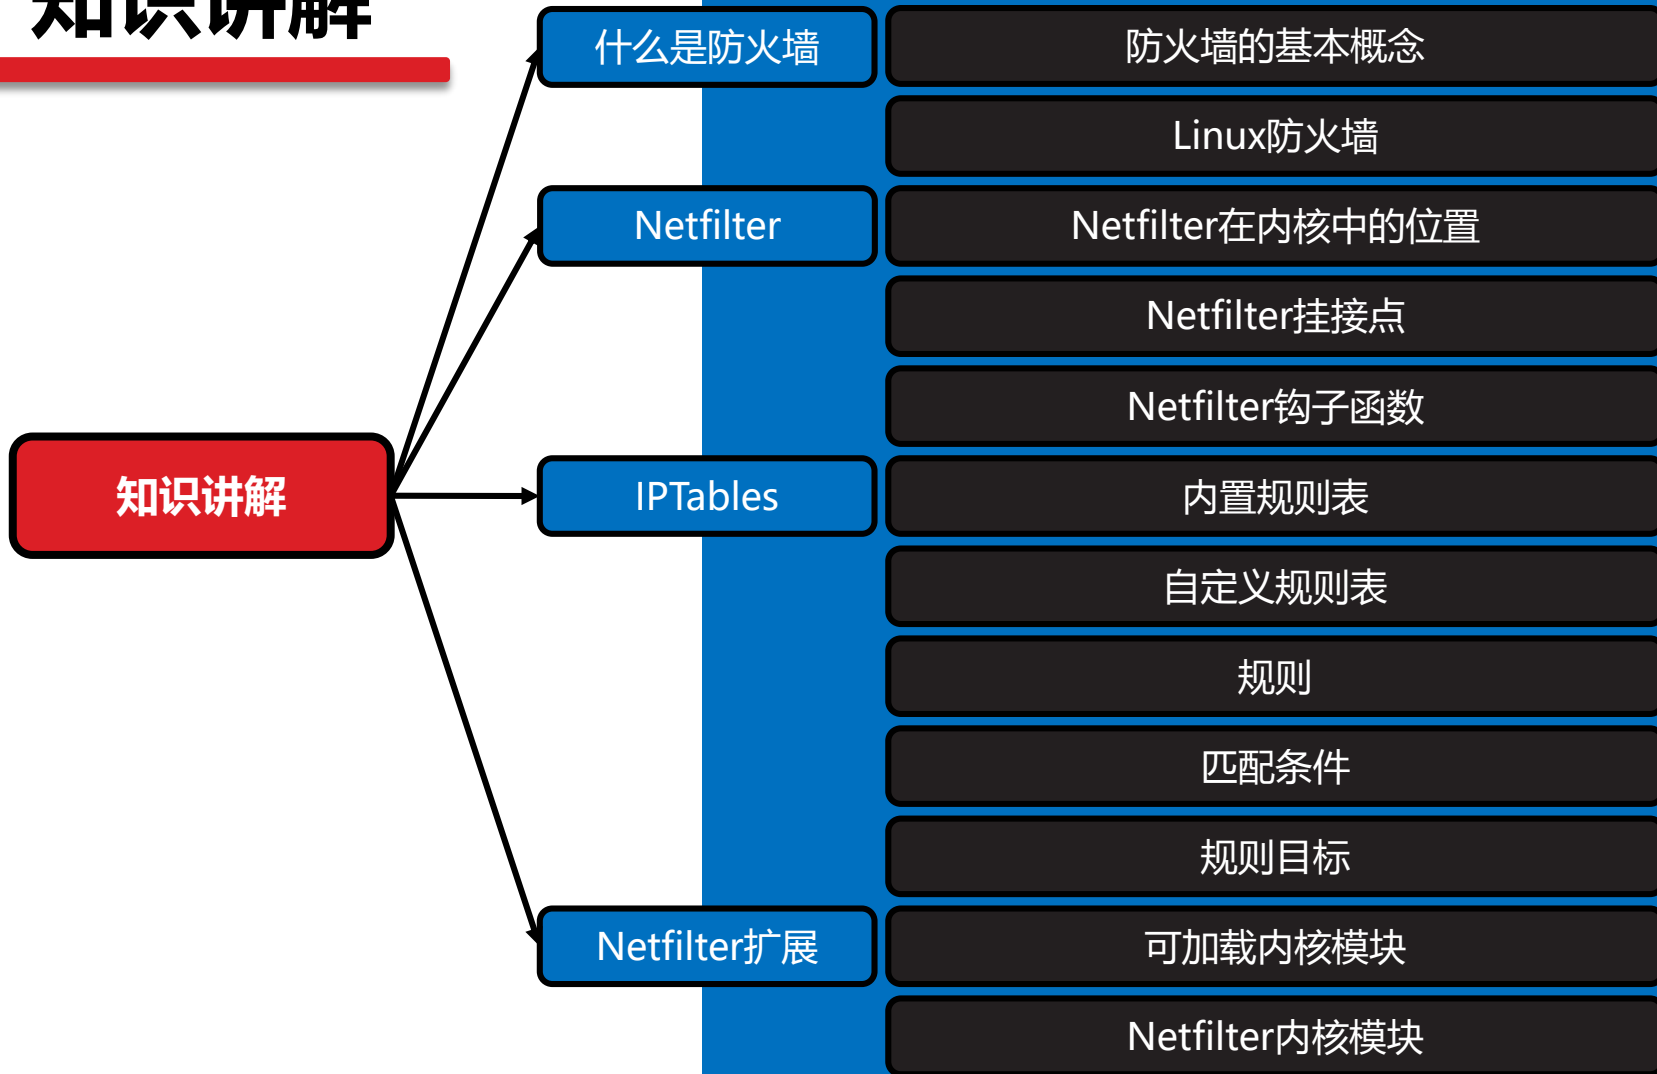 知识讲解
什么是防火墙
防火墙的基本概念
Linux防火墙
Netfilter
Netfilter在内核中的位置
Netfilter挂接点
Netfilter钩子函数
知识讲解
IPTables
内置规则表
自定义规则表
规则
匹配条件
规则目标
Netfilter扩展
可加载内核模块
Netfilter内核模块